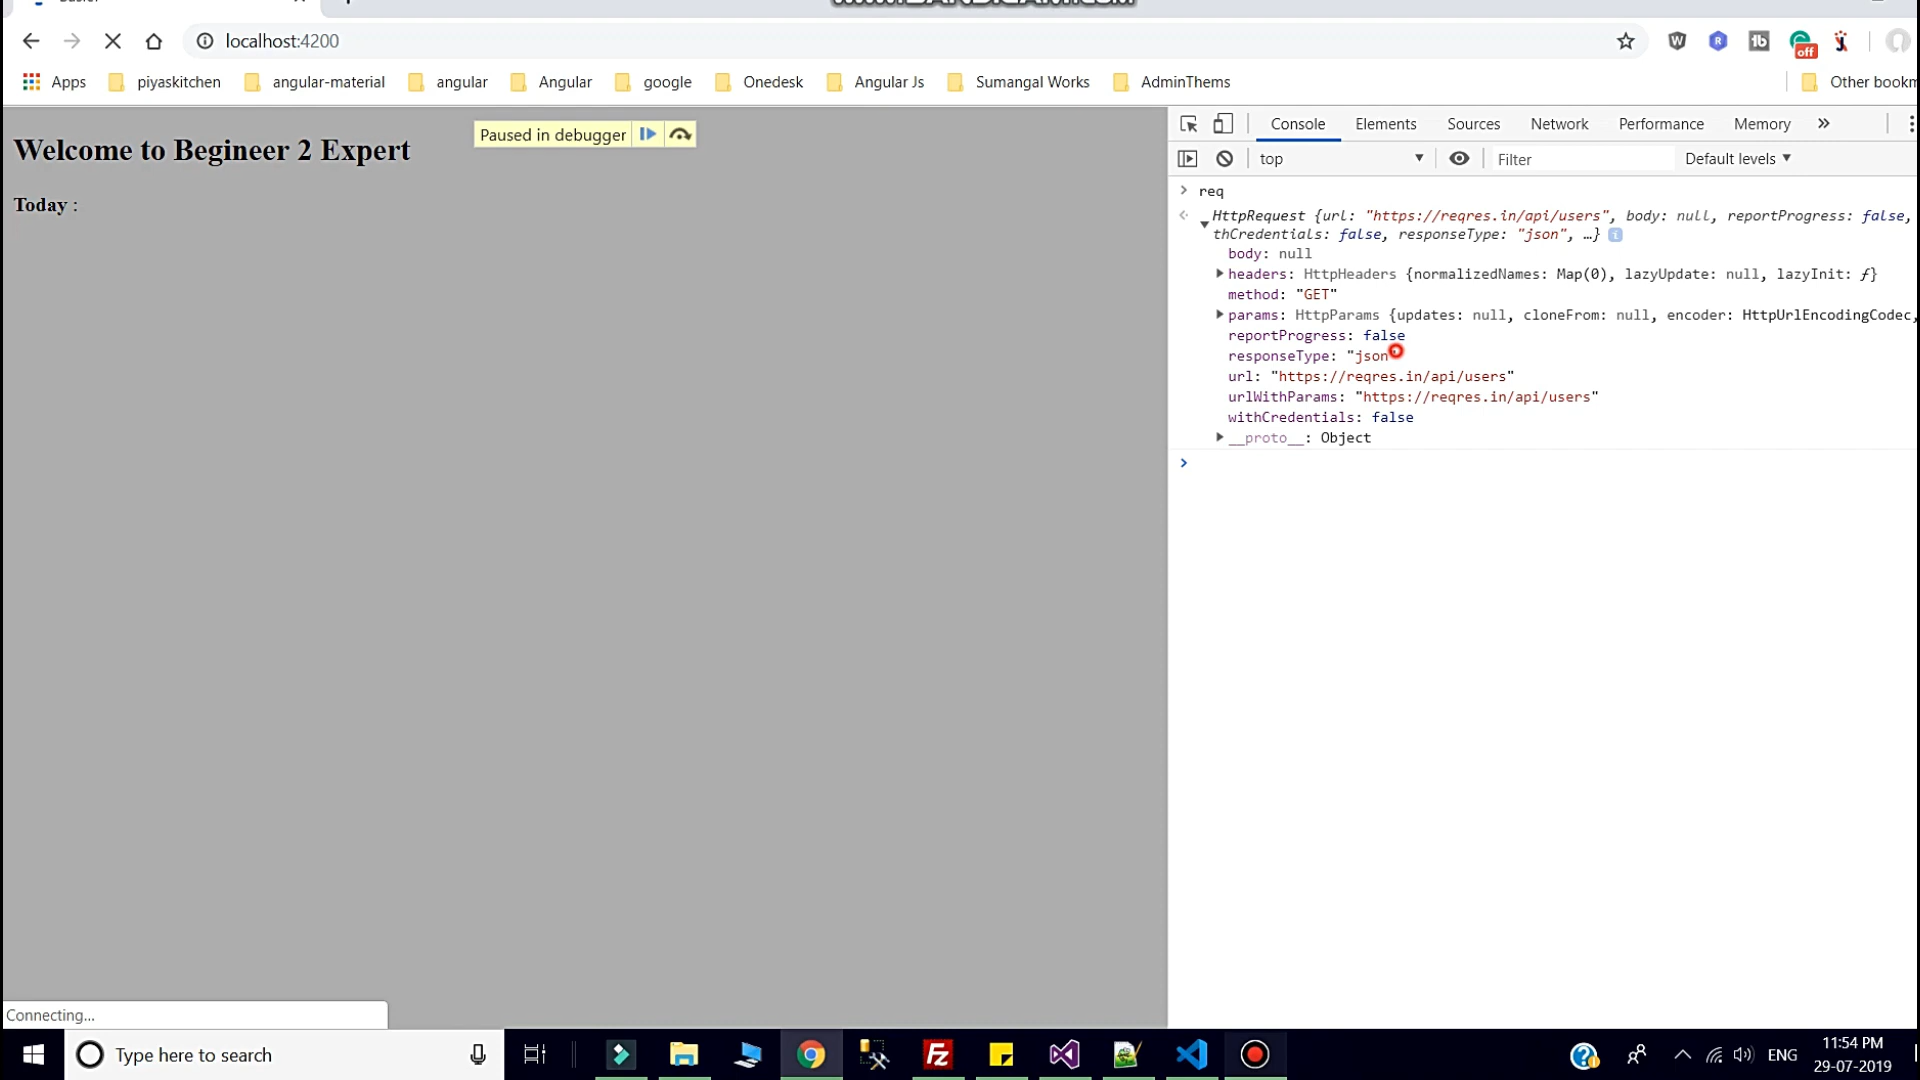 localhost:4200
Apps piyaskitchen angular-material angular Angular google Onedesk Angular Js Sumangal Works AdminThems Other bookm
Welcome to Begineer 2 Expert
Paused in debugger
Today :
Console Elements Sources Network Performance Memory
top Filter Default levels
req
HttpRequest {url: "https://reqres.in/api/users", body: null, reportProgress: false,
thCredentials: false, responseType: "json", …}
body: null
headers: HttpHeaders {normalizedNames: Map(0), lazyUpdate: null, lazyInit: ƒ}
method: "GET"
params: HttpParams {updates: null, cloneFrom: null, encoder: HttpUrlEncodingCodec,
reportProgress: false
responseType: "json
url: "https://reqres.in/api/users"
urlWithParams: "https://reqres.in/api/users"
withCredentials: false
__proto__: Object
Connecting...
Type here to search
ENG
11:54 PM
29-07-2019
off